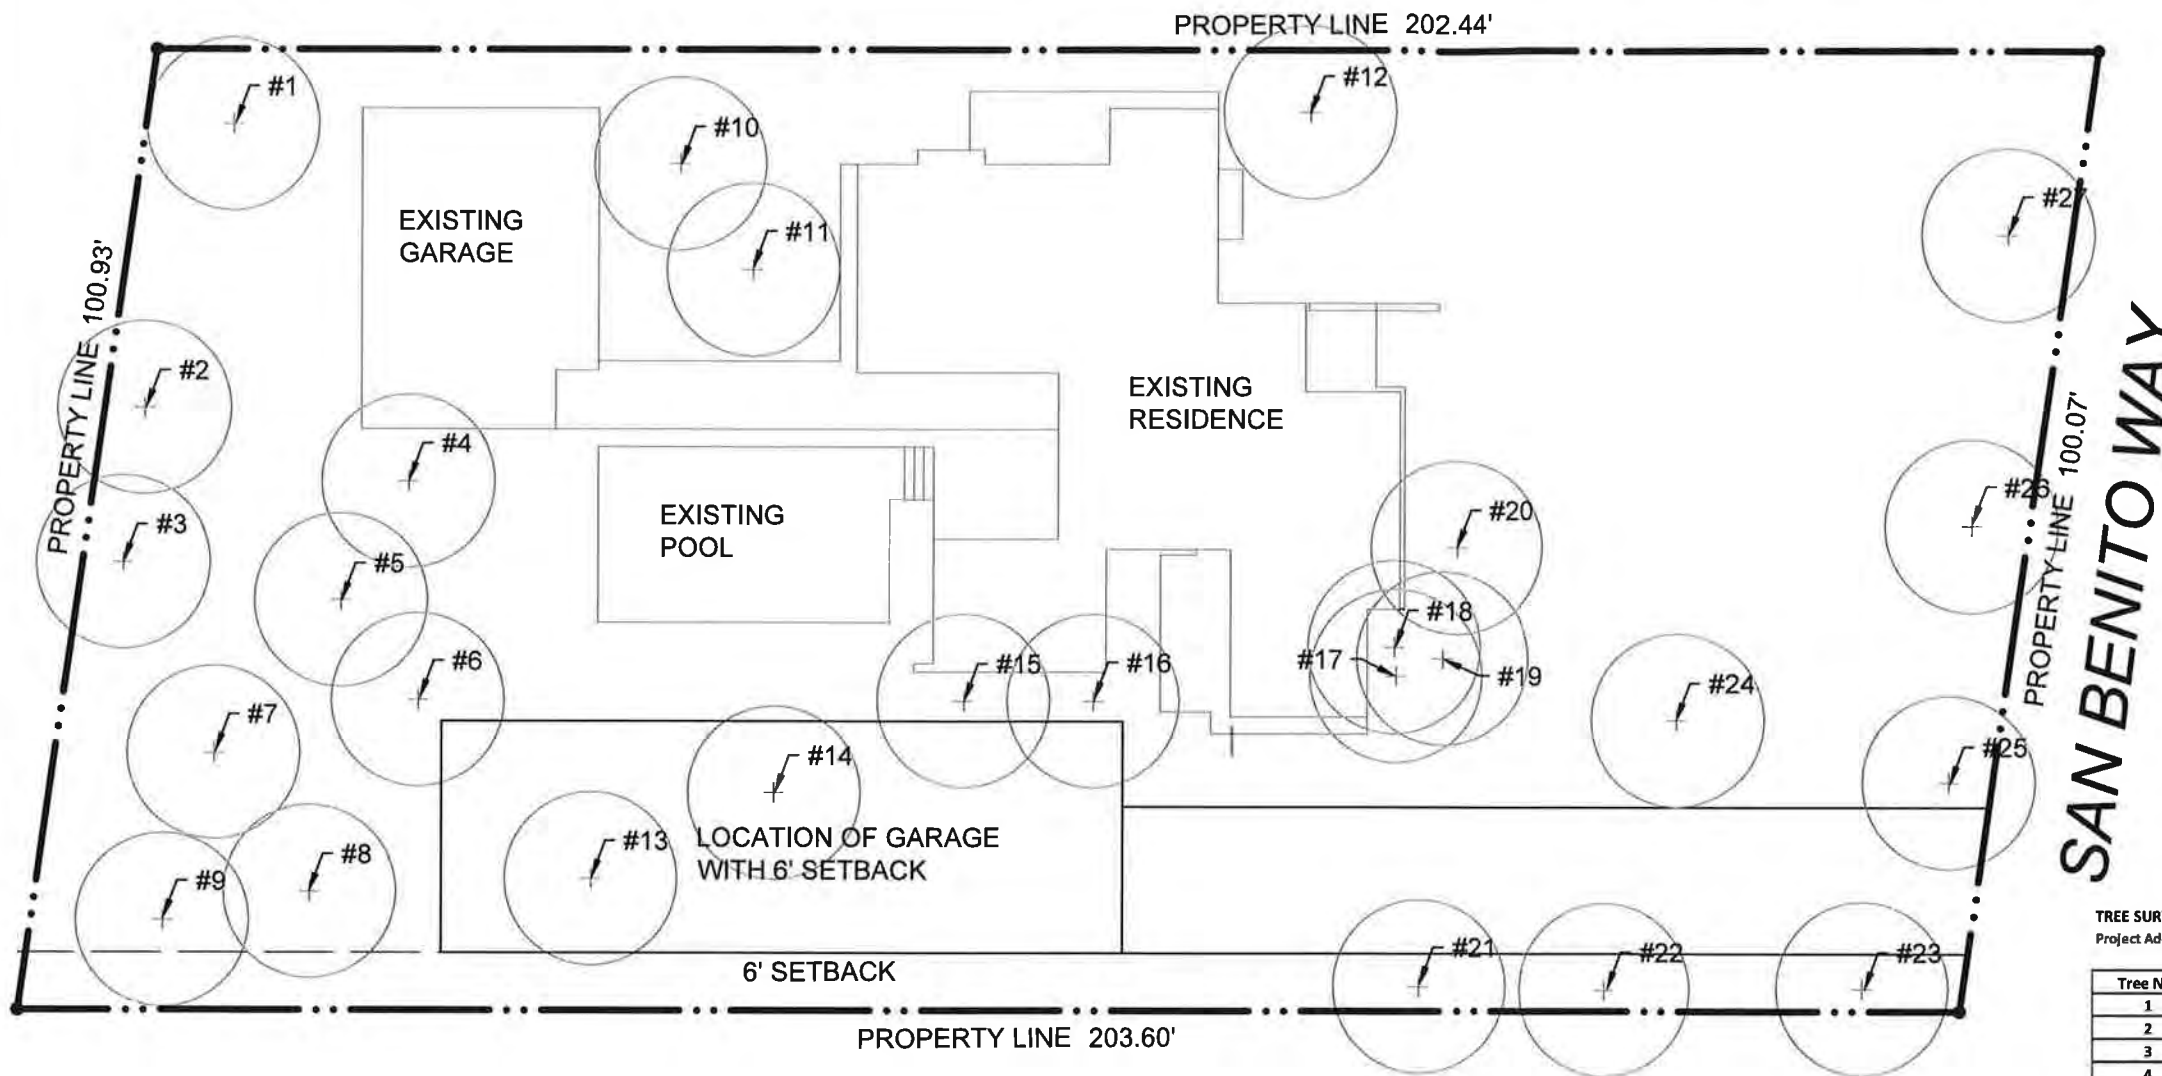 PROPERTY LINE 202.44'
#1
#12
#10
#27
#11
EXISTING
GARAGE
PROPERTY LINE 100.93'
#2
EXISTING
RESIDENCE
#4
PROPERTY LINE 100.07'
SAN BENITO WAY
#26
#3
EXISTING
POOL
#20
#5
#18
#6
#15
#16
#17
#19
#24
#7
#14
#25
#13
LOCATION OF GARAGE
WITH 6' SETBACK
#8
#9
TREE SUR
Project Ad
#21
#22
#23
6' SETBACK
Tree N
1
2
3
4
PROPERTY LINE 203.60'